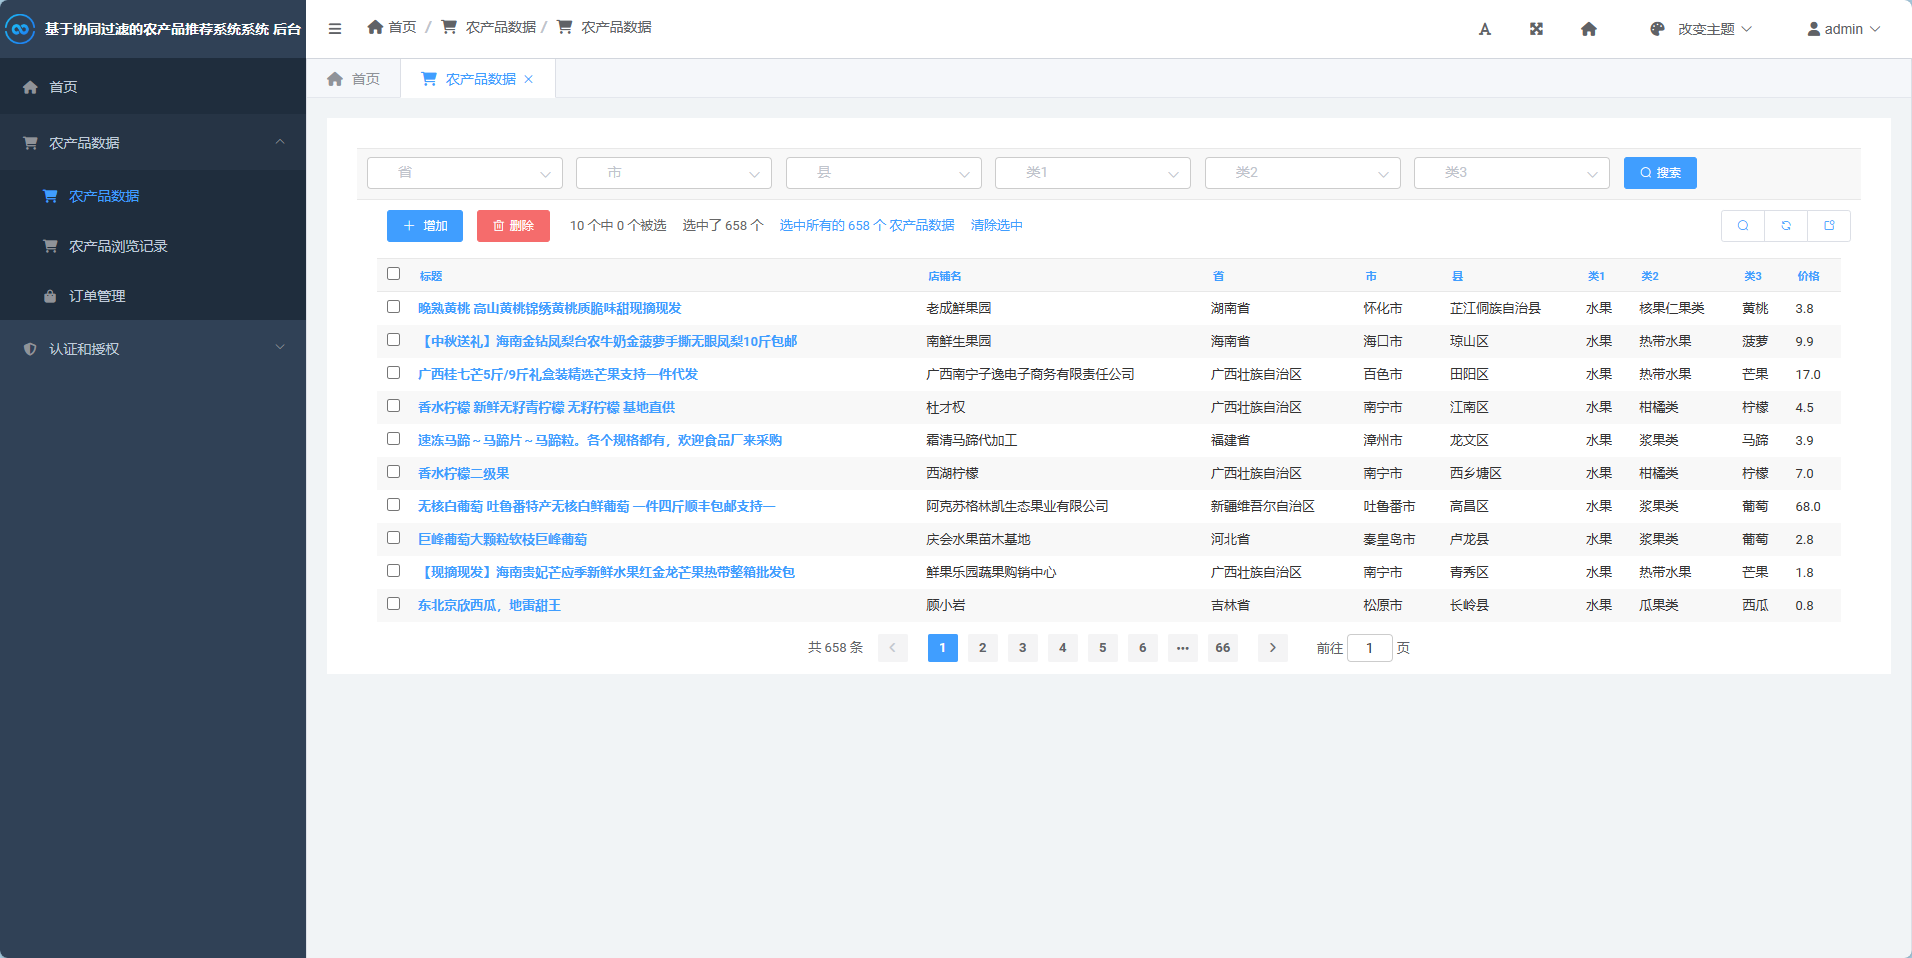 基于协同过滤的农产品推荐系统系统 后台
首页 / 农产品数据 / 农产品数据
改变主题
admin
首页
农产品数据
农产品数据
农产品浏览记录
订单管理
认证和授权
首页
农产品数据
省 市 县 类1 类2 类3 搜索
增加 删除 10 个中 0 个被选 选中了 658 个 选中所有的 658 个 农产品数据 清除选中
标题 店铺名 省 市 县 类1 类2 类3 价格
晚熟黄桃 高山黄桃锦绣黄桃质脆味甜现摘现发 老成鲜果园 湖南省 怀化市 芷江侗族自治县 水果 核果仁果类 黄桃 3.8
【中秋送礼】海南金钻凤梨台农牛奶金菠萝手撕无眼凤梨10斤包邮 南鲜生果园 海南省 海口市 琼山区 水果 热带水果 菠萝 9.9
广西桂七芒5斤/9斤礼盒装精选芒果支持一件代发 广西南宁子逸电子商务有限责任公司 广西壮族自治区 百色市 田阳区 水果 热带水果 芒果 17.0
香水柠檬 新鲜无籽青柠檬 无籽柠檬 基地直供 杜才权 广西壮族自治区 南宁市 江南区 水果 柑橘类 柠檬 4.5
速冻马蹄～马蹄片～马蹄粒。各个规格都有，欢迎食品厂来采购 霜清马蹄代加工 福建省 漳州市 龙文区 水果 浆果类 马蹄 3.9
香水柠檬二级果 西湖柠檬 广西壮族自治区 南宁市 西乡塘区 水果 柑橘类 柠檬 7.0
无核白葡萄 吐鲁番特产无核白鲜葡萄 一件四斤顺丰包邮支持一 阿克苏格林凯生态果业有限公司 新疆维吾尔自治区 吐鲁番市 高昌区 水果 浆果类 葡萄 68.0
巨峰葡萄大颗粒软枝巨峰葡萄 庆会水果苗木基地 河北省 秦皇岛市 卢龙县 水果 浆果类 葡萄 2.8
【现摘现发】海南贵妃芒应季新鲜水果红金龙芒果热带整箱批发包 鲜果乐园蔬果购销中心 广西壮族自治区 南宁市 青秀区 水果 热带水果 芒果 1.8
东北京欣西瓜，地雷甜王 顾小岩 吉林省 松原市 长岭县 水果 瓜果类 西瓜 0.8
共 658 条 1 2 3 4 5 6 ••• 66 前往 1 页